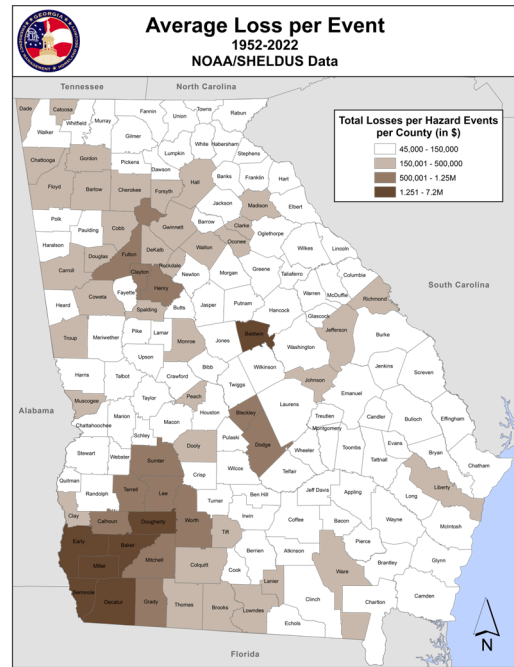 Average Loss per Event
1952-2022
NOAA/SHELDUS Data
GEORGIA
Tennessee
North Carolina
Total Losses per Hazard Events
per County (in $)
45,000 - 150,000
150,001 - 500,000
500,001 - 1.25M
1.251 - 7.2M
Dade
Catoosa
Walker
Whitfield
Murray
Fannin
Union
Towns
Rabun
Gilmer
White
Habersham
Lumpkin
Stephens
Chattooga
Gordon
Pickens
Dawson
Banks
Franklin
Hart
Floyd
Bartow
Cherokee
Forsyth
Hall
Jackson
Madison
Elbert
Polk
Paulding
Cobb
Gwinnett
Barrow
Clarke
Oglethorpe
Haralson
Douglas
Fulton
DeKalb
Walton
Oconee
Wilkes
Lincoln
Carroll
Clayton
Rockdale
Newton
Morgan
Greene
Taliaferro
Columbia
South Carolina
Heard
Coweta
Fayette
Henry
Spalding
Butts
Jasper
Putnam
Warren
McDuffie
Richmond
Hancock
Glascock
Troup
Meriwether
Pike
Lamar
Monroe
Jones
Baldwin
Washington
Jefferson
Burke
Upson
Bibb
Wilkinson
Jenkins
Screven
Harris
Talbot
Crawford
Twiggs
Johnson
Emanuel
Alabama
Muscogee
Taylor
Peach
Houston
Bleckley
Laurens
Treutlen
Candler
Bulloch
Effingham
Chattahoochee
Marion
Macon
Schley
Pulaski
Dodge
Montgomery
Wheeler
Toombs
Evans
Tattnall
Bryan
Chatham
Stewart
Webster
Sumter
Dooly
Wilcox
Telfair
Quitman
Randolph
Terrell
Lee
Crisp
Turner
Ben Hill
Jeff Davis
Appling
Long
Liberty
Clay
Calhoun
Dougherty
Worth
Tift
Irwin
Coffee
Bacon
Wayne
McIntosh
Early
Baker
Mitchell
Colquitt
Cook
Berrien
Atkinson
Ware
Brantley
Glynn
Miller
Lanier
Clinch
Charlton
Camden
Seminole
Decatur
Grady
Thomas
Brooks
Lowndes
Echols
Florida
N